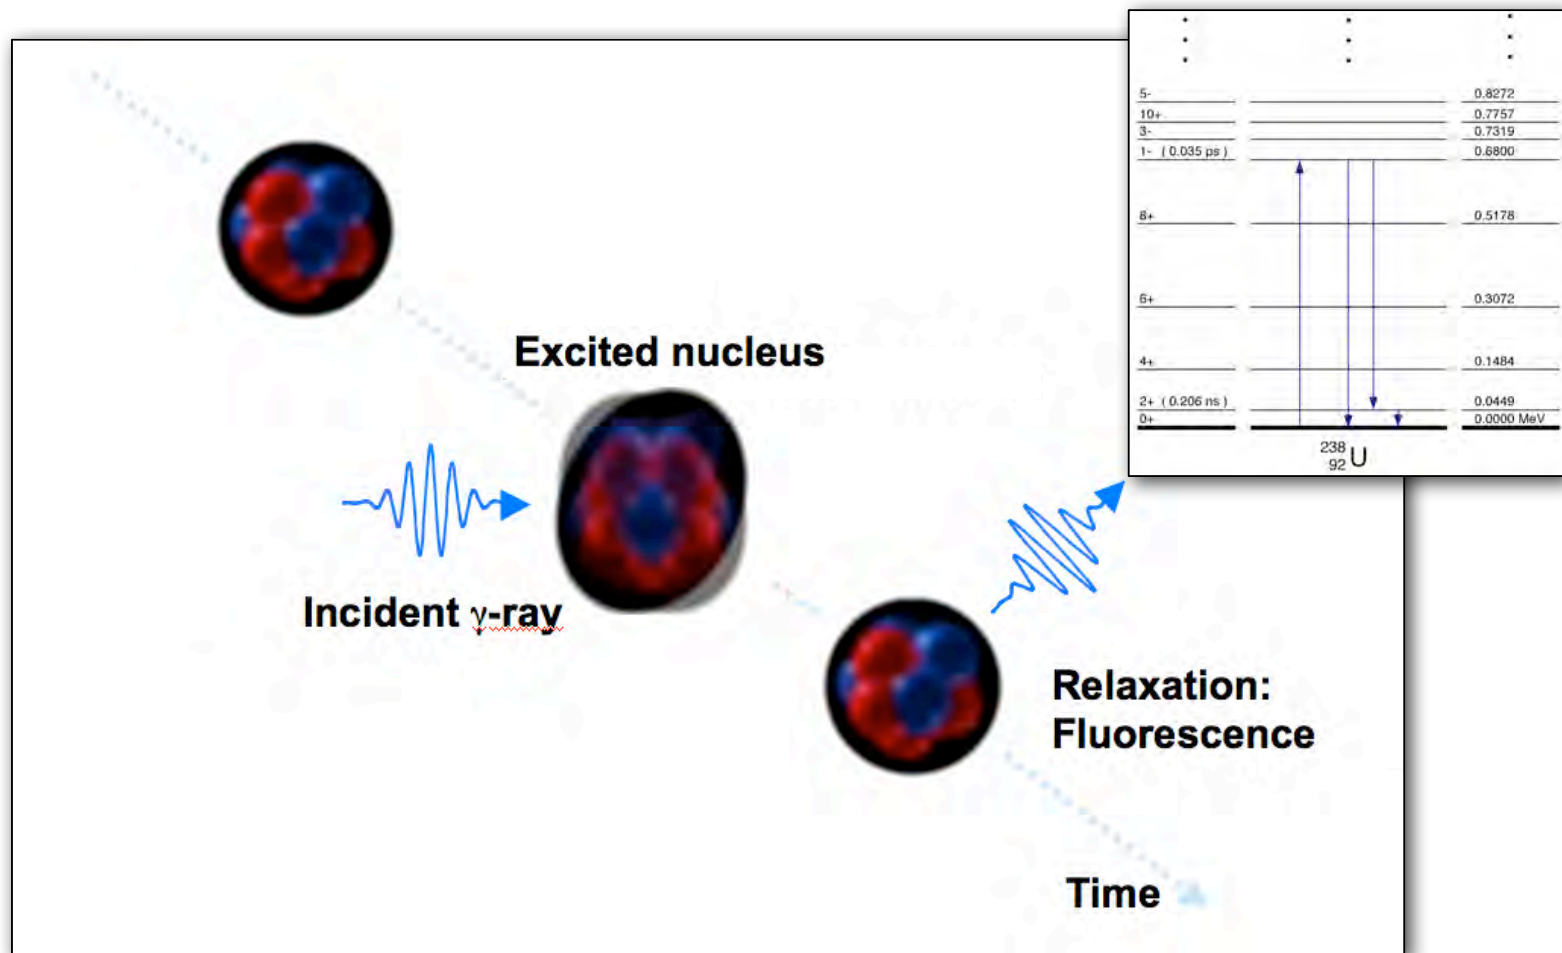 5- 0.8272
10+ 0.7757
3- 0.7319
1- ( 0.035 ps ) 0.6800
8+ 0.5178
6+ 0.3072
4+ 0.1484
2+ ( 0.206 ns ) 0.0449
0+ 0.0000 MeV
238
92 U
Excited nucleus
Incident γ-ray
Relaxation:
Fluorescence
Time